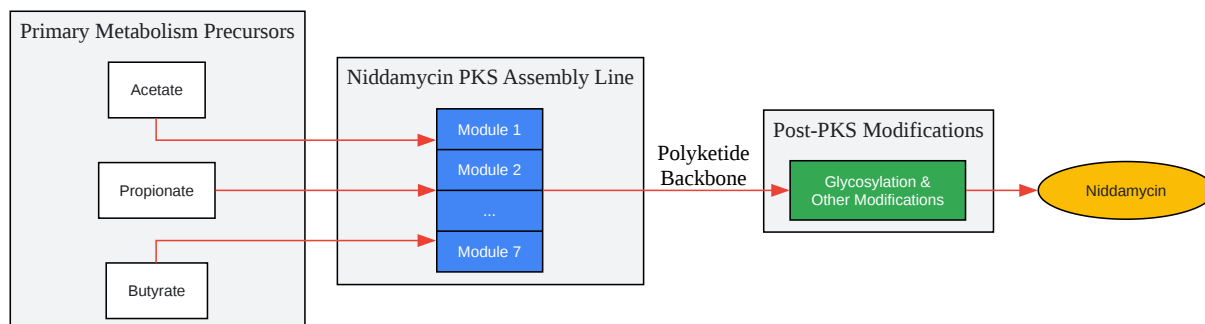 Primary Metabolism Precursors
Acetate
Propionate
Butyrate
Niddamycin PKS Assembly Line
Module 1
Module 2
...
Module 7
Polyketide
Backbone
Post-PKS Modifications
Glycosylation &
Other Modifications
Niddamycin